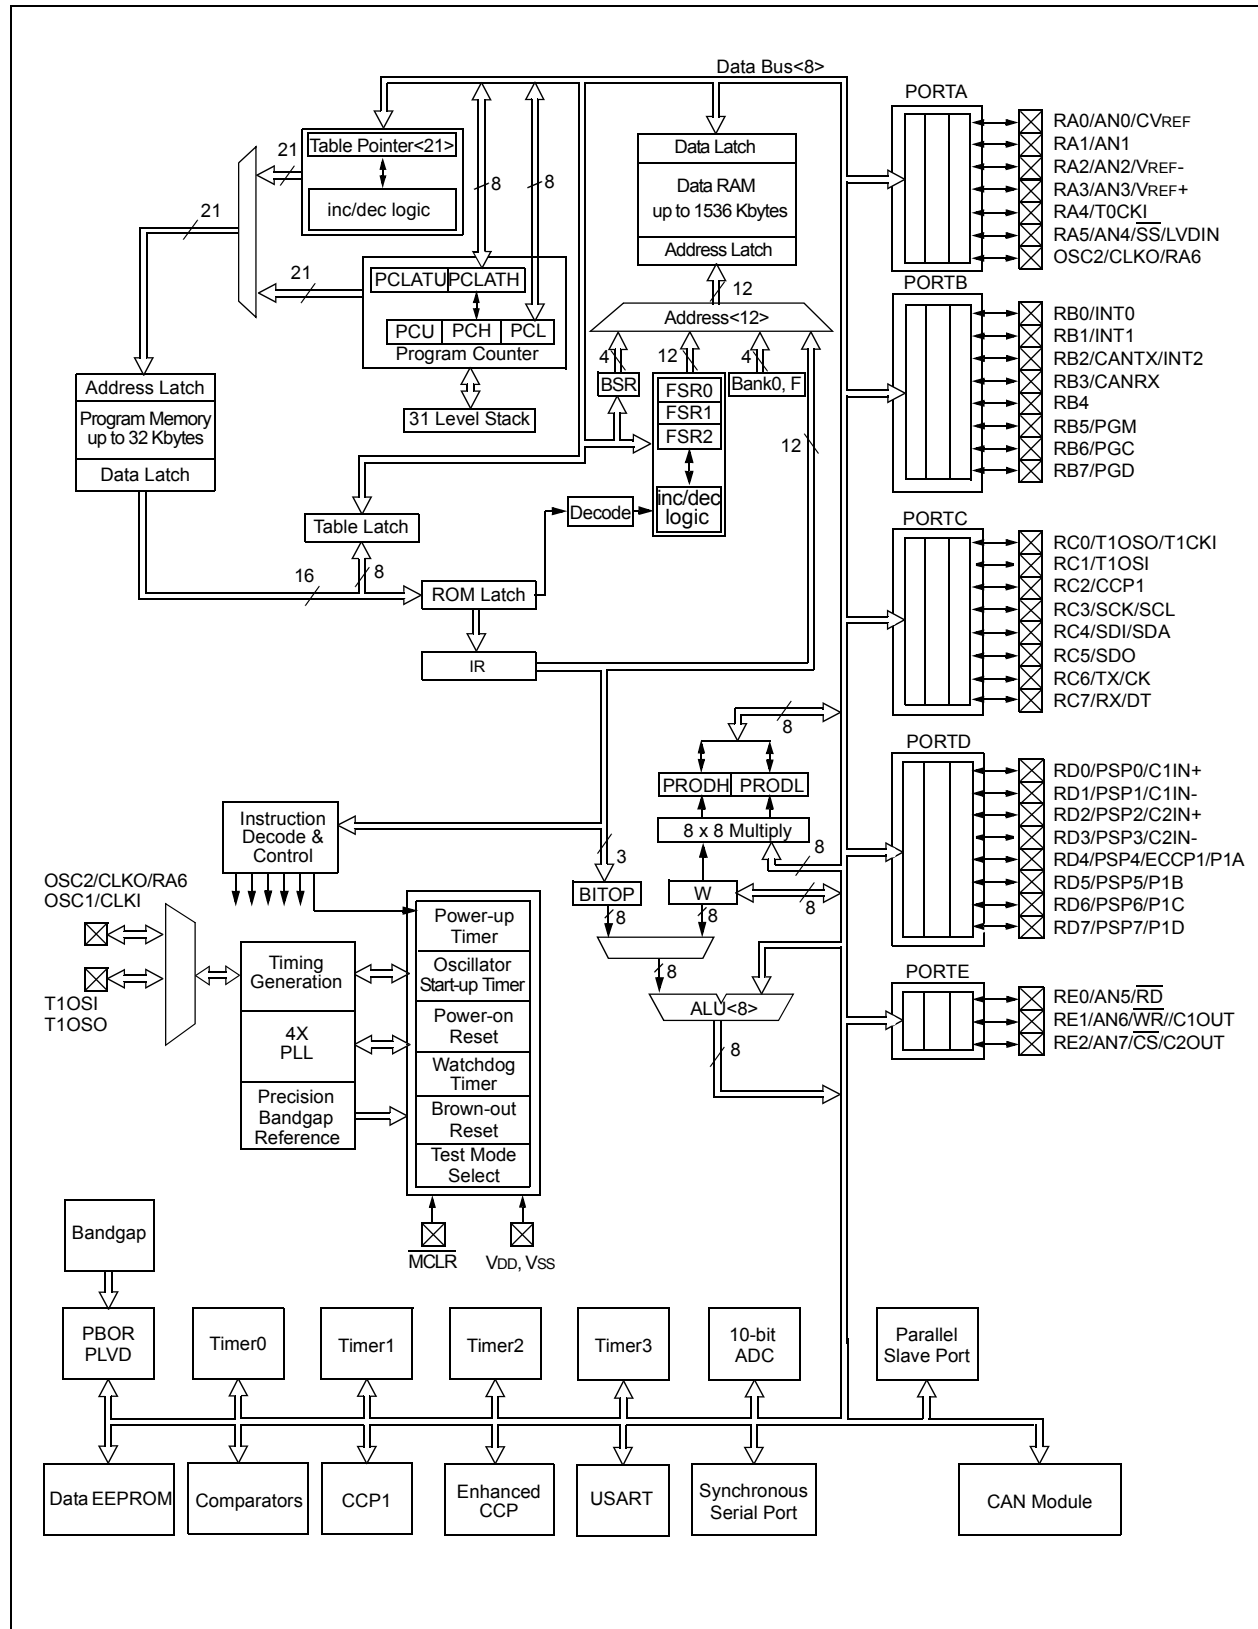 Data Bus<8>
Table Pointer<21>
inc/dec logic
21
21
21
8
8
PCLATU
PCLATH
PCU
PCH
PCL
Program Counter
31 Level Stack
Address Latch
Program Memory
up to 32 Kbytes
Data Latch
Data Latch
Data RAM
up to 1536 Kbytes
Address Latch
12
Address<12>
4
12
4
BSR
FSR0
FSR1
FSR2
Bank0, F
inc/dec
logic
12
Table Latch
Decode
16
8
ROM Latch
IR
8
PRODH
PRODL
8 x 8 Multiply
8
Instruction
Decode &
Control
3
BITOP
W
8
8
8
8
ALU<8>
8
OSC2/CLKO/RA6
OSC1/CLKI
T1OSI
T1OSO
Timing
Generation
4X
PLL
Precision
Bandgap
Reference
Power-up
Timer
Oscillator
Start-up Timer
Power-on
Reset
Watchdog
Timer
Brown-out
Reset
Test Mode
Select
MCLR
VDD, VSS
PORTA
RA0/AN0/CVREF
RA1/AN1
RA2/AN2/VREF-
RA3/AN3/VREF+
RA4/T0CKI
RA5/AN4/SS/LVDIN
OSC2/CLKO/RA6
PORTB
RB0/INT0
RB1/INT1
RB2/CANTX/INT2
RB3/CANRX
RB4
RB5/PGM
RB6/PGC
RB7/PGD
PORTC
RC0/T1OSO/T1CKI
RC1/T1OSI
RC2/CCP1
RC3/SCK/SCL
RC4/SDI/SDA
RC5/SDO
RC6/TX/CK
RC7/RX/DT
PORTD
RD0/PSP0/C1IN+
RD1/PSP1/C1IN-
RD2/PSP2/C2IN+
RD3/PSP3/C2IN-
RD4/PSP4/ECCP1/P1A
RD5/PSP5/P1B
RD6/PSP6/P1C
RD7/PSP7/P1D
PORTE
RE0/AN5/RD
RE1/AN6/WR//C1OUT
RE2/AN7/CS/C2OUT
Bandgap
PBOR
PLVD
Timer0
Timer1
Timer2
Timer3
10-bit
ADC
Parallel
Slave Port
Data EEPROM
Comparators
CCP1
Enhanced
CCP
USART
Synchronous
Serial Port
CAN Module